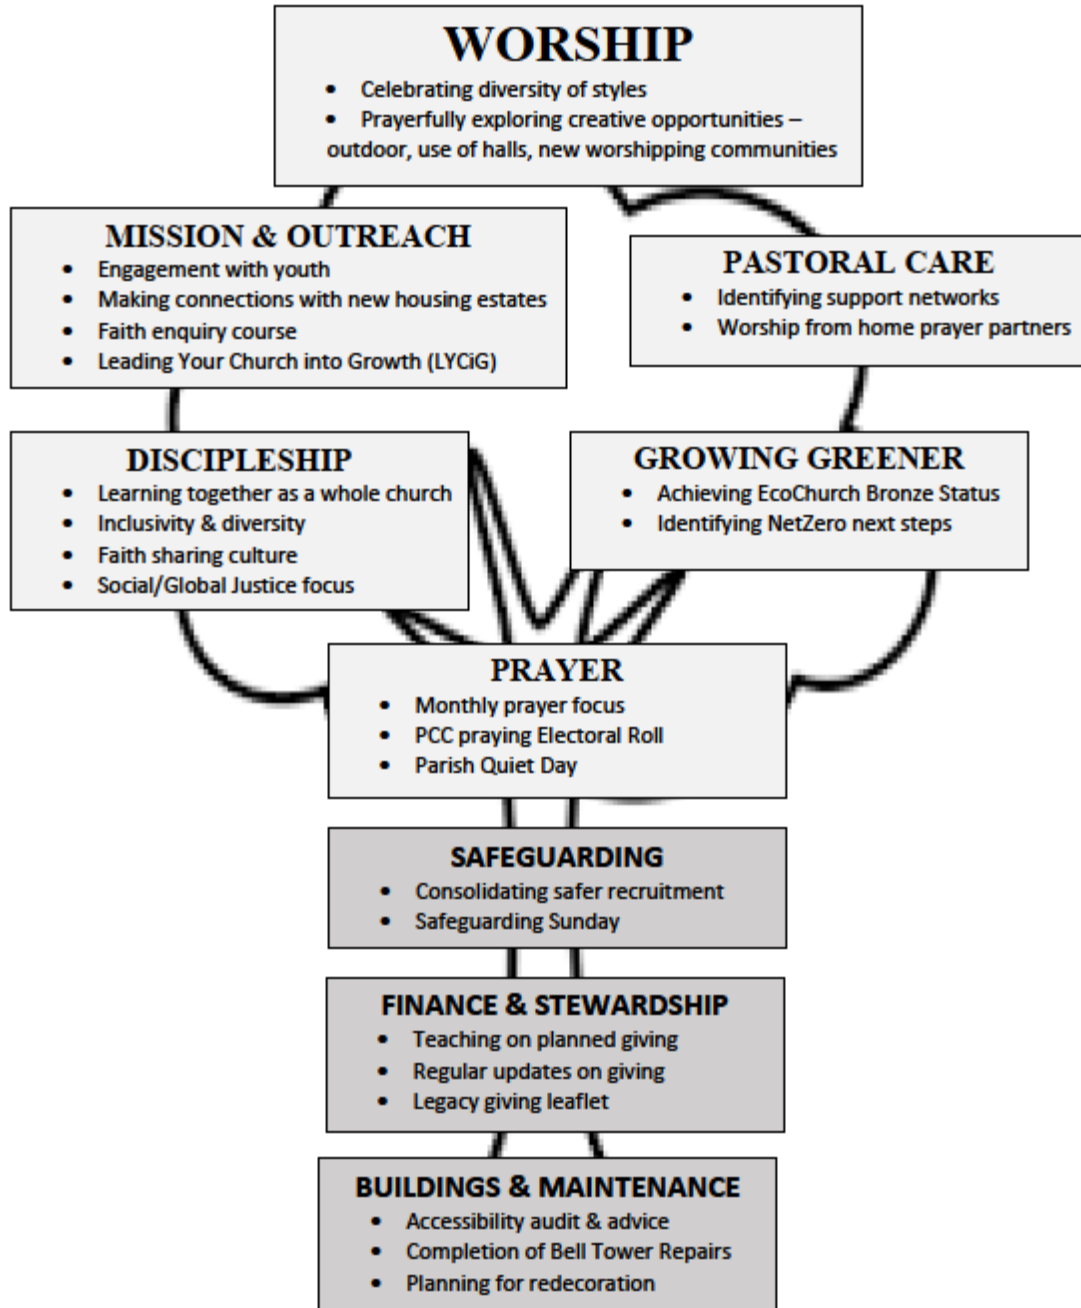 WORSHIP
• Celebrating diversity of styles
• Prayerfully exploring creative opportunities –
outdoor, use of halls, new worshipping communities
MISSION & OUTREACH
• Engagement with youth
• Making connections with new housing estates
• Faith enquiry course
• Leading Your Church into Growth (LYCiG)
PASTORAL CARE
• Identifying support networks
• Worship from home prayer partners
DISCIPLESHIP
• Learning together as a whole church
• Inclusivity & diversity
• Faith sharing culture
• Social/Global Justice focus
GROWING GREENER
• Achieving EcoChurch Bronze Status
• Identifying NetZero next steps
PRAYER
• Monthly prayer focus
• PCC praying Electoral Roll
• Parish Quiet Day
SAFEGUARDING
• Consolidating safer recruitment
• Safeguarding Sunday
FINANCE & STEWARDSHIP
• Teaching on planned giving
• Regular updates on giving
• Legacy giving leaflet
BUILDINGS & MAINTENANCE
• Accessibility audit & advice
• Completion of Bell Tower Repairs
• Planning for redecoration